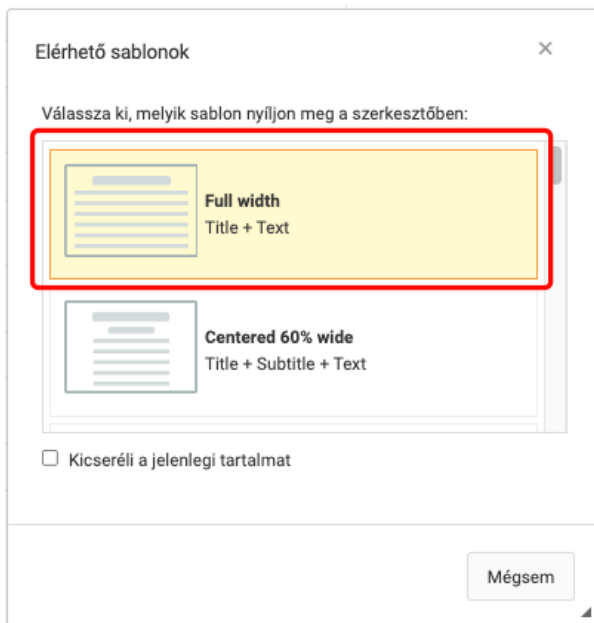 Elérhető sablonok
Válassza ki, melyik sablon nyíljon meg a szerkesztőben:
Full width
Title + Text
Centered 60% wide
Title + Subtitle + Text
Kicseréli a jelenlegi tartalmat
Mégsem